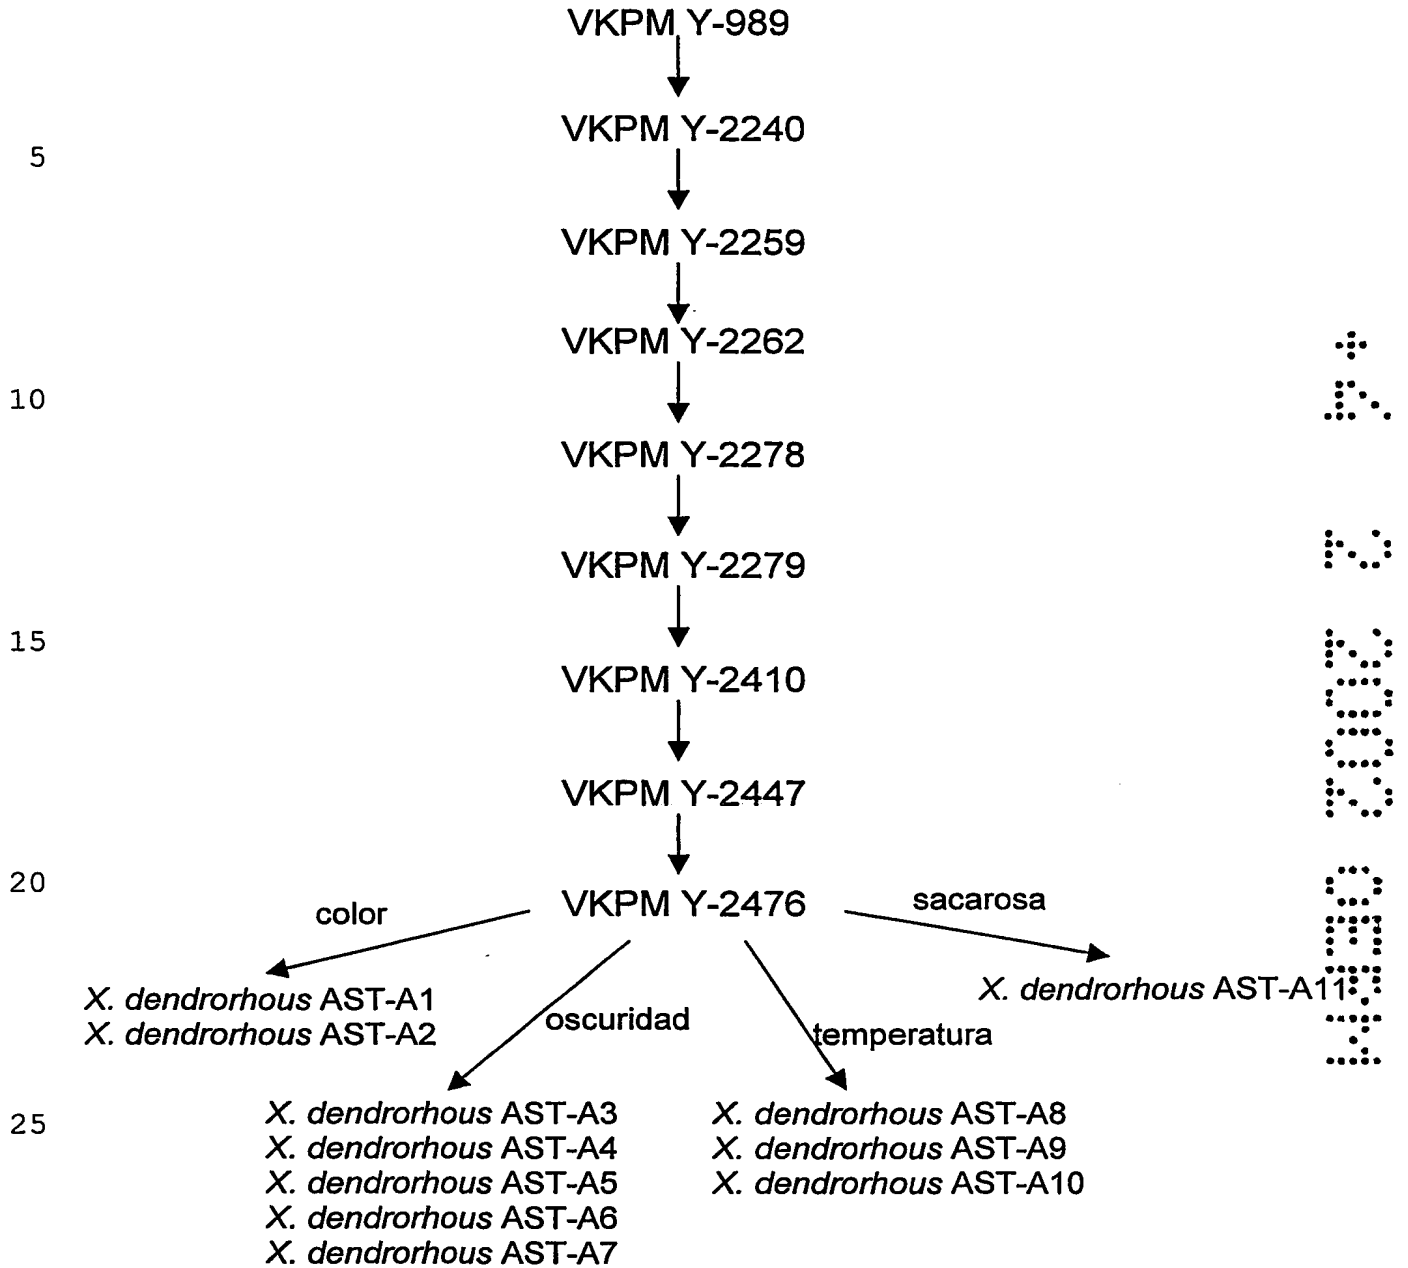 VKPM Y-989
VKPM Y-2240
5
VKPM Y-2259
VKPM Y-2262
10
VKPM Y-2278
VKPM Y-2279
15
VKPM Y-2410
VKPM Y-2447
20
VKPM Y-2476
color
sacarosa
X. dendrorhous AST-A1
X. dendrorhous AST-A2
X. dendrorhous AST-A11
oscuridad
temperatura
25
X. dendrorhous AST-A3
X. dendrorhous AST-A4
X. dendrorhous AST-A5
X. dendrorhous AST-A6
X. dendrorhous AST-A7
X. dendrorhous AST-A8
X. dendrorhous AST-A9
X. dendrorhous AST-A10